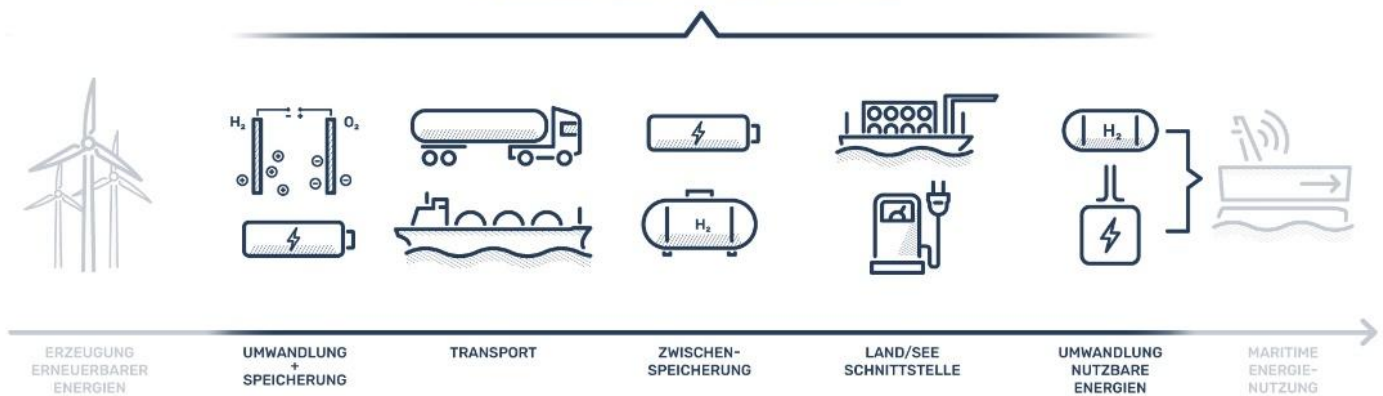 H₂
O₂
H₂
H₂
ERZEUGUNG
ERNEUERBARER
ENERGIEN
UMWANDLUNG
+
SPEICHERUNG
TRANSPORT
ZWISCHEN-
SPEICHERUNG
LAND/SEE
SCHNITTSTELLE
UMWANDLUNG
NUTZBARE
ENERGIEN
MARITIME
ENERGIE-
NUTZUNG